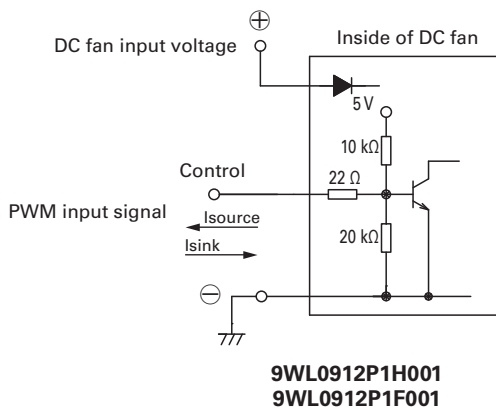 ⊕
DC fan input voltage
Inside of DC fan
5 V
10 kΩ
Control
22 Ω
PWM input signal
Isource
Isink
20 kΩ
⊖
9WL0912P1H001
9WL0912P1F001